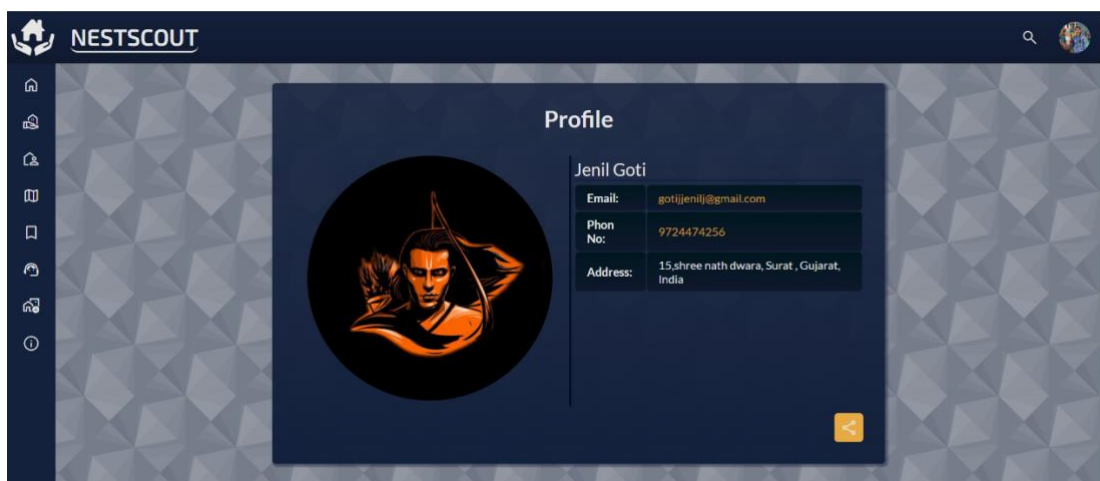 NESTSCOUT
Profile
Jenil Goti
Email: gotijjenilj@gmail.com
Phon
No: 9724474256
Address: 15,shree nath dwara, Surat , Gujarat,
India